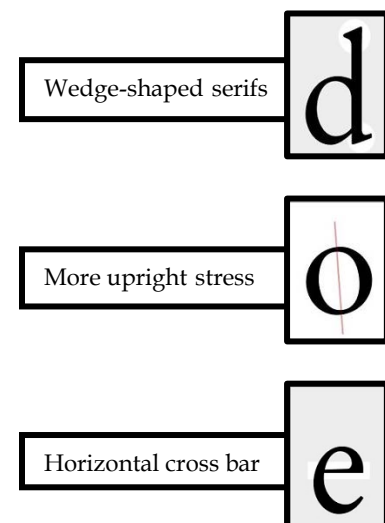 Wedge-shaped serifs
d
More upright stress
o
Horizontal cross bar
e